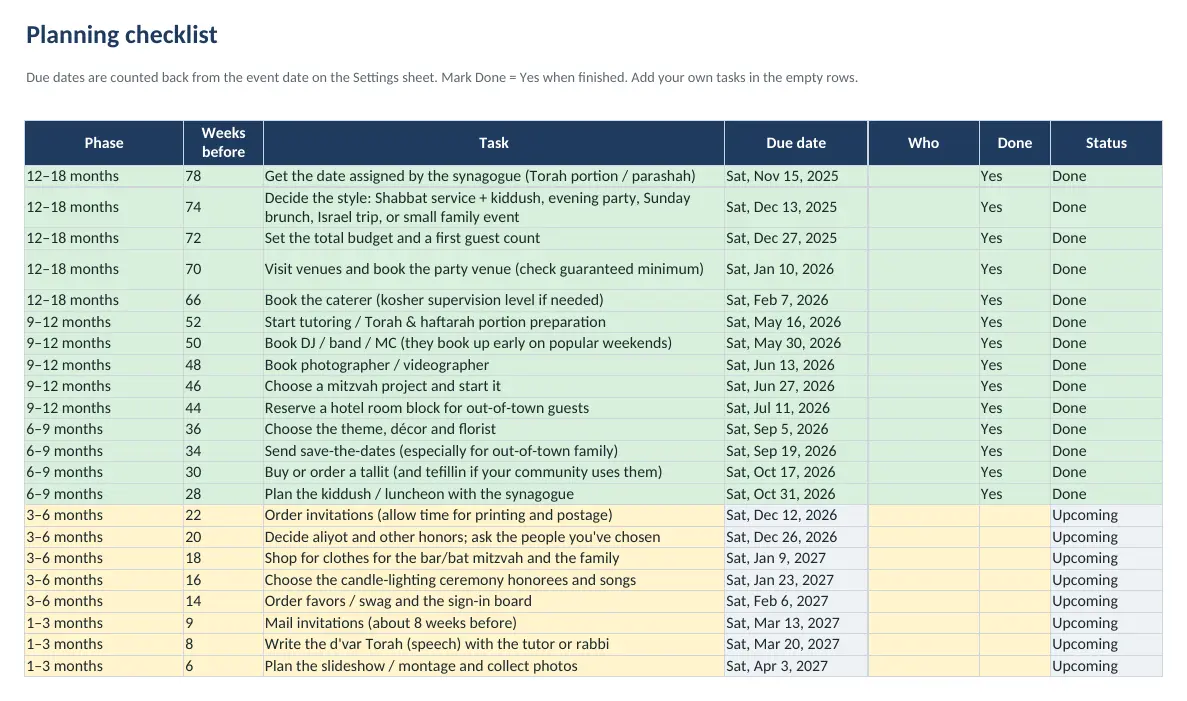 Planning checklist
Due dates are counted back from the event date on the Settings sheet. Mark Done = Yes when finished. Add your own tasks in the empty rows.
Phase Weeks before Task Due date Who Done Status
12–18 months 78 Get the date assigned by the synagogue (Torah portion / parashah) Sat, Nov 15, 2025 Yes Done
12–18 months 74 Decide the style: Shabbat service + kiddush, evening party, Sunday brunch, Israel trip, or small family event Sat, Dec 13, 2025 Yes Done
12–18 months 72 Set the total budget and a first guest count Sat, Dec 27, 2025 Yes Done
12–18 months 70 Visit venues and book the party venue (check guaranteed minimum) Sat, Jan 10, 2026 Yes Done
12–18 months 66 Book the caterer (kosher supervision level if needed) Sat, Feb 7, 2026 Yes Done
9–12 months 52 Start tutoring / Torah & haftarah portion preparation Sat, May 16, 2026 Yes Done
9–12 months 50 Book DJ / band / MC (they book up early on popular weekends) Sat, May 30, 2026 Yes Done
9–12 months 48 Book photographer / videographer Sat, Jun 13, 2026 Yes Done
9–12 months 46 Choose a mitzvah project and start it Sat, Jun 27, 2026 Yes Done
9–12 months 44 Reserve a hotel room block for out-of-town guests Sat, Jul 11, 2026 Yes Done
6–9 months 36 Choose the theme, décor and florist Sat, Sep 5, 2026 Yes Done
6–9 months 34 Send save-the-dates (especially for out-of-town family) Sat, Sep 19, 2026 Yes Done
6–9 months 30 Buy or order a tallit (and tefillin if your community uses them) Sat, Oct 17, 2026 Yes Done
6–9 months 28 Plan the kiddush / luncheon with the synagogue Sat, Oct 31, 2026 Yes Done
3–6 months 22 Order invitations (allow time for printing and postage) Sat, Dec 12, 2026 Upcoming
3–6 months 20 Decide aliyot and other honors; ask the people you've chosen Sat, Dec 26, 2026 Upcoming
3–6 months 18 Shop for clothes for the bar/bat mitzvah and the family Sat, Jan 9, 2027 Upcoming
3–6 months 16 Choose the candle-lighting ceremony honorees and songs Sat, Jan 23, 2027 Upcoming
3–6 months 14 Order favors / swag and the sign-in board Sat, Feb 6, 2027 Upcoming
1–3 months 9 Mail invitations (about 8 weeks before) Sat, Mar 13, 2027 Upcoming
1–3 months 8 Write the d'var Torah (speech) with the tutor or rabbi Sat, Mar 20, 2027 Upcoming
1–3 months 6 Plan the slideshow / montage and collect photos Sat, Apr 3, 2027 Upcoming